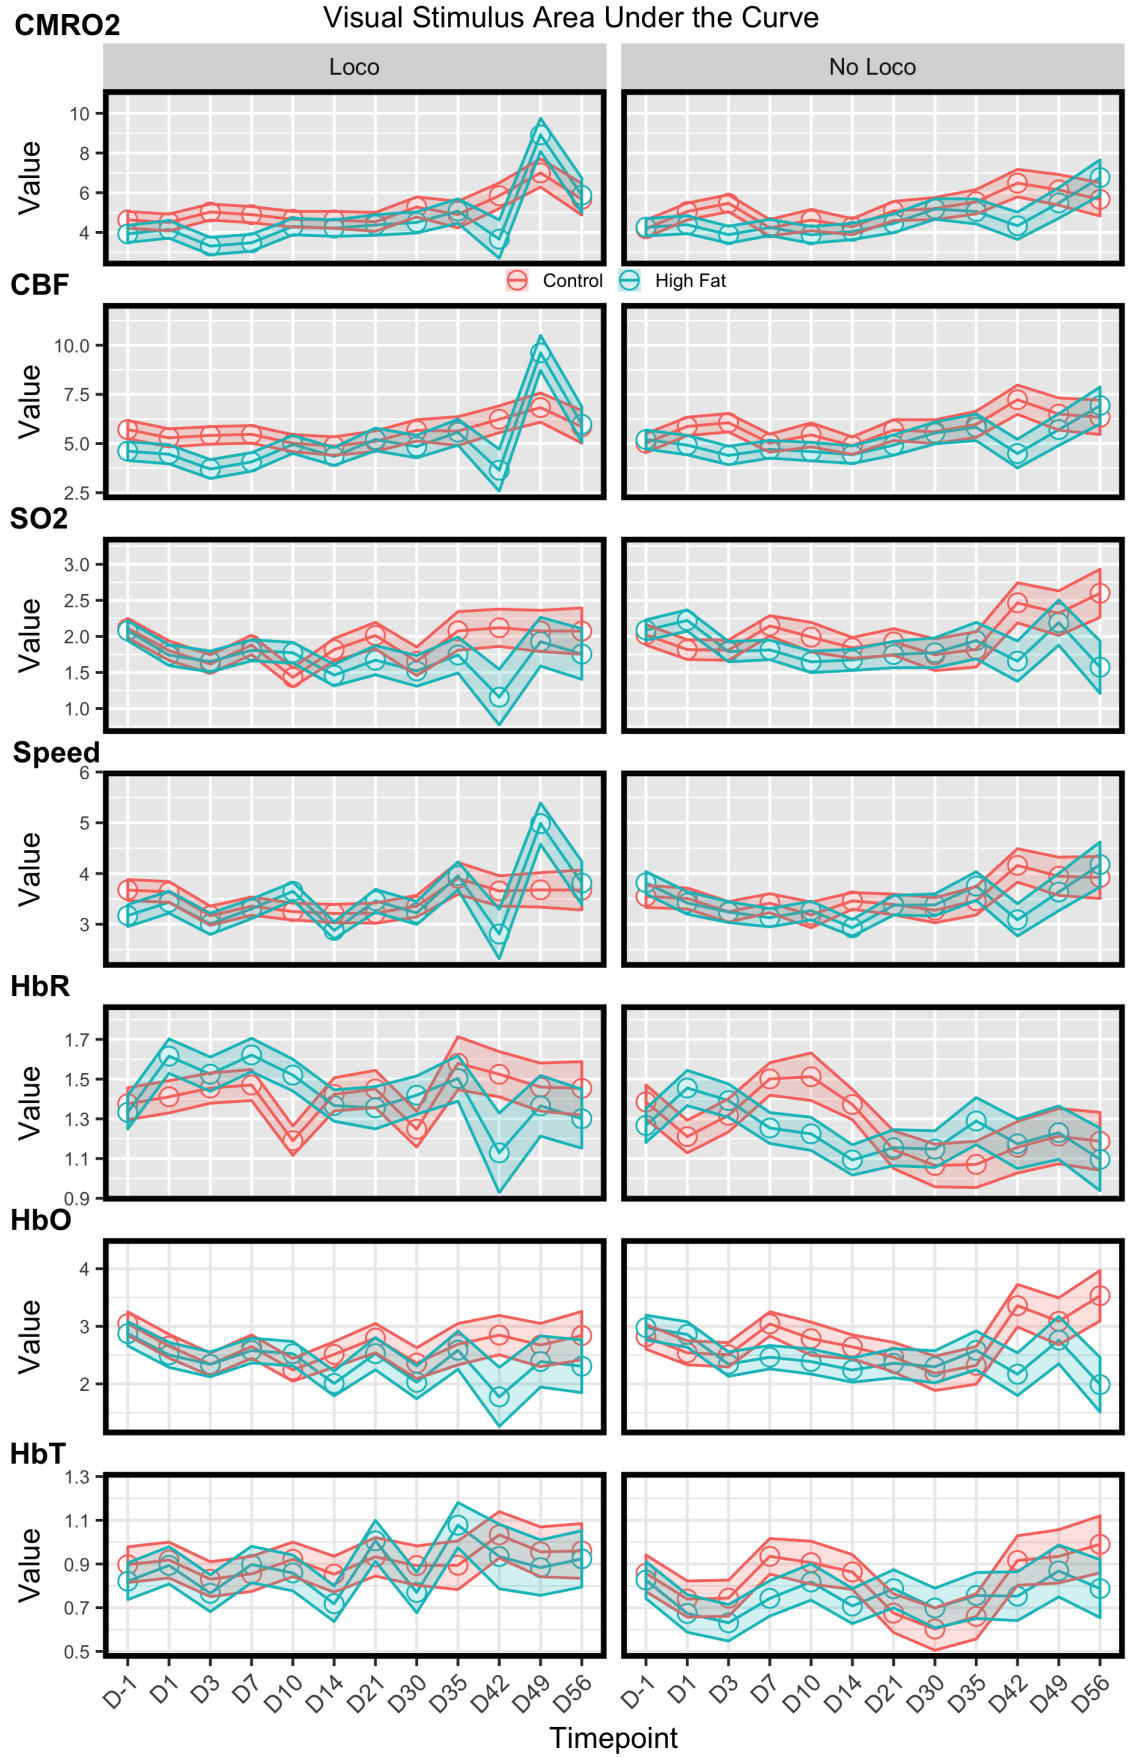 Visual Stimulus Area Under the Curve
CMRO2
Loco
No Loco
Value
10
8
6
4
Control
High Fat
CBF
Value
10.0
7.5
5.0
2.5
SO2
Value
3.0
2.5
2.0
1.5
1.0
Speed
Value
6
5
4
3
HbR
Value
1.7
1.5
1.3
1.1
0.9
HbO
Value
4
3
2
HbT
Value
1.3
1.1
0.9
0.7
0.5
D-1 D1 D3 D7 D10 D14 D21 D30 D35 D42 D49 D56
D-1 D1 D3 D7 D10 D14 D21 D30 D35 D42 D49 D56
Timepoint